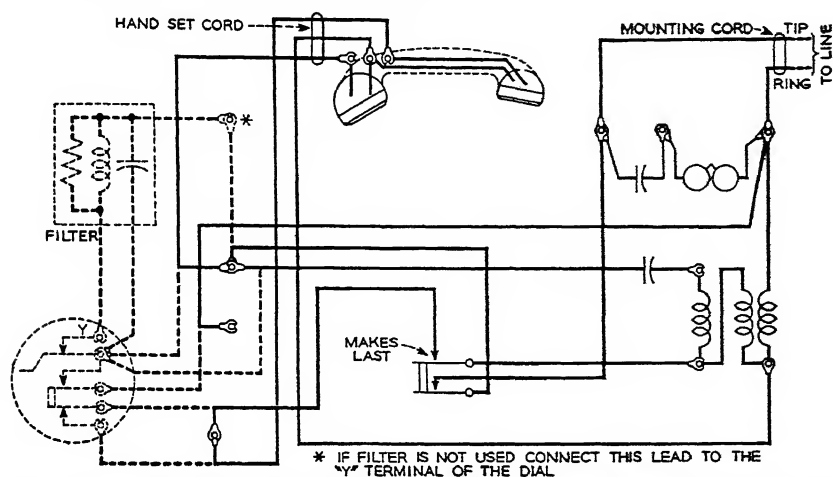 HAND SET CORD
MOUNTING CORD
TIP
TO LINE
RING
*
FILTER
Y
MAKES
LAST
* IF FILTER IS NOT USED CONNECT THIS LEAD TO THE
"Y" TERMINAL OF THE DIAL